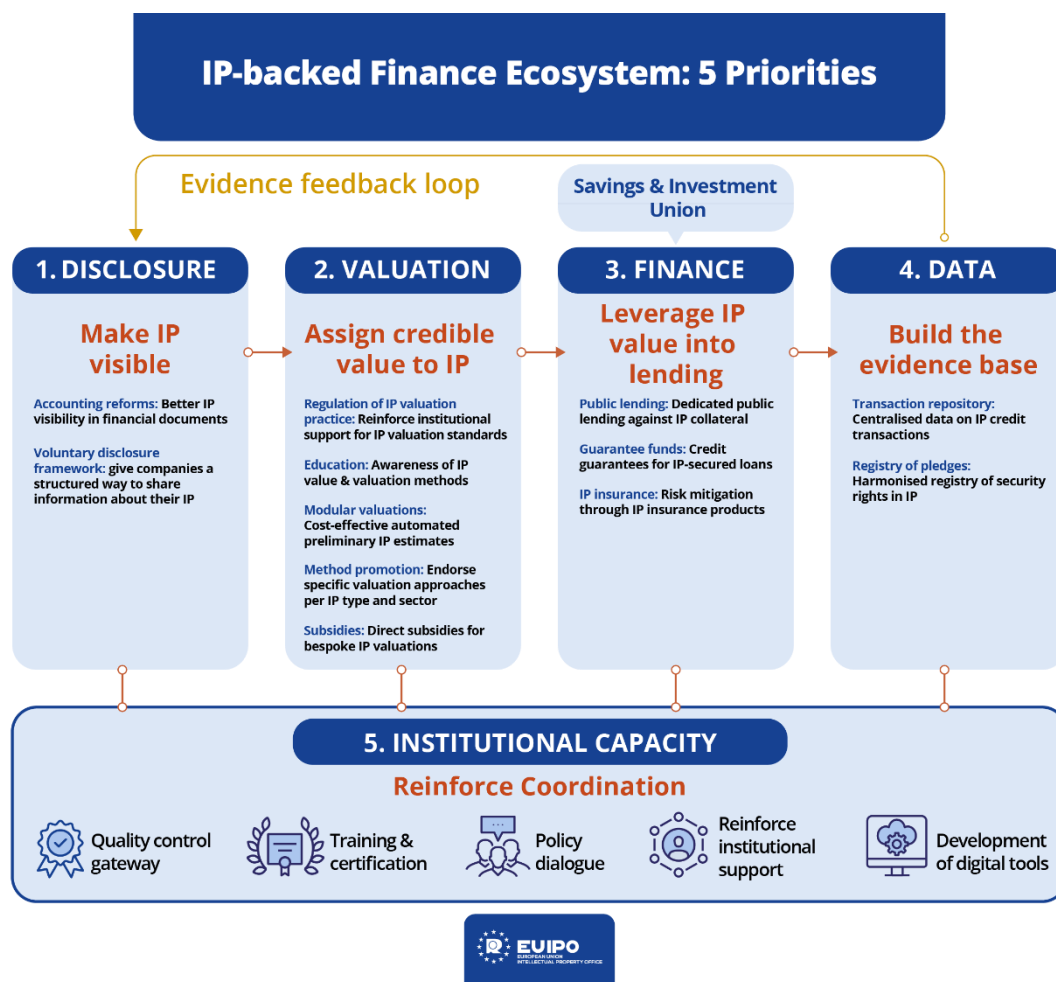 IP-backed Finance Ecosystem: 5 Priorities
Evidence feedback loop
Savings & Investment
Union
1. DISCLOSURE
Make IP
visible
Accounting reforms: Better IP
visibility in financial documents
Voluntary disclosure
framework: give companies a
structured way to share
information about their IP
2. VALUATION
Assign credible
value to IP
Regulation of IP valuation
practice: Reinforce institutional
support for IP valuation standards
Education: Awareness of IP
value & valuation methods
Modular valuations:
Cost-effective automated
preliminary IP estimates
Method promotion: Endorse
specific valuation approaches
per IP type and sector
Subsidies: Direct subsidies for
bespoke IP valuations
3. FINANCE
Leverage IP
value into
lending
Public lending: Dedicated public
lending against IP collateral
Guarantee funds: Credit
guarantees for IP-secured loans
IP insurance: Risk mitigation
through IP insurance products
4. DATA
Build the
evidence base
Transaction repository:
Centralised data on IP credit
transactions
Registry of pledges:
Harmonised registry of security
rights in IP
5. INSTITUTIONAL CAPACITY
Reinforce Coordination
Quality control
gateway
Training &
certification
Policy
dialogue
Reinforce
institutional
support
Development
of digital tools
EUIPO
EUROPEAN UNION
INTELLECTUAL PROPERTY OFFICE